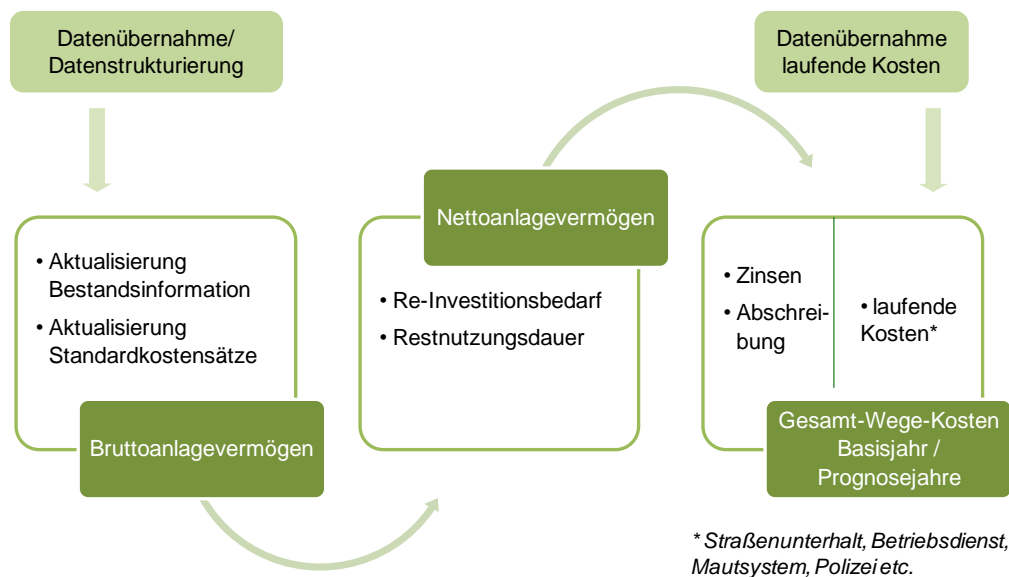 Datenübernahme/
Datenstrukturierung
Datenübernahme
laufende Kosten
• Aktualisierung
Bestandsinformation
• Aktualisierung
Standardkostensätze
Bruttoanlagevermögen
Nettoanlagevermögen
• Re-Investitionsbedarf
• Restnutzungsdauer
• Zinsen
• Abschrei-
bung
• laufende
Kosten*
Gesamt-Wege-Kosten
Basisjahr /
Prognosejahre
* Straßenunterhalt, Betriebsdienst,
Mautsystem, Polizei etc.